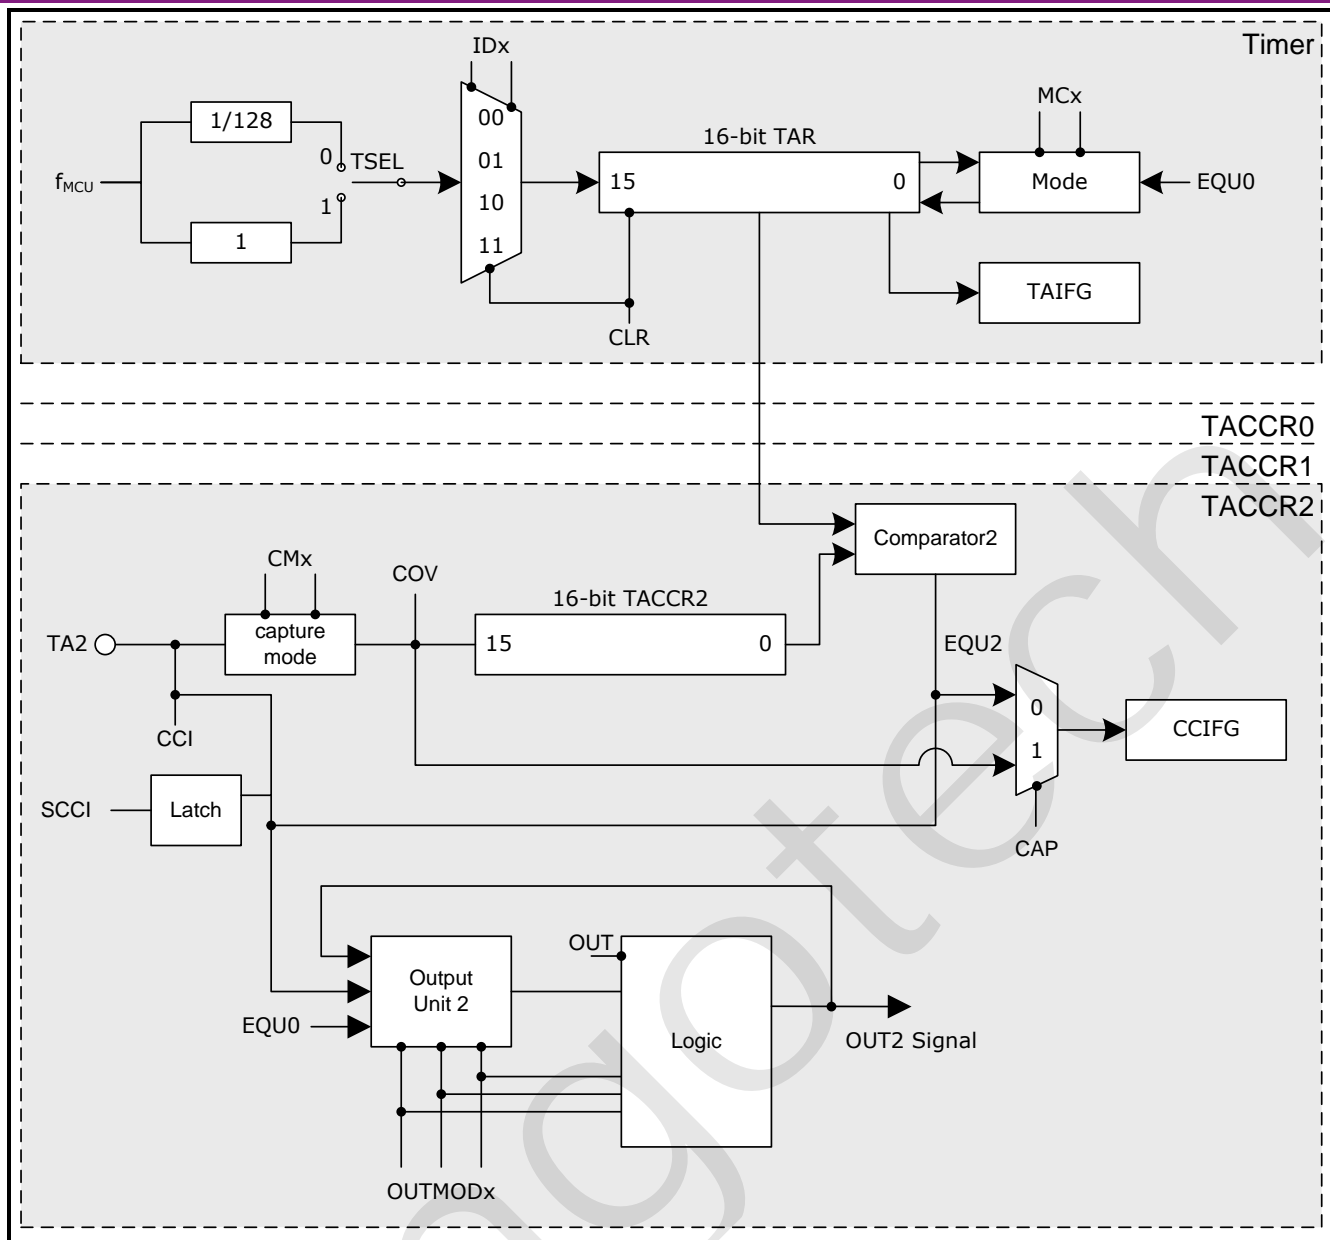 Timer
IDx
MCx
1/128
00
16-bit TAR
0
TSEL
01
fMCU
15
0
Mode
EQU0
1
10
1
11
TAIFG
CLR
TACCR0
TACCR1
TACCR2
Comparator2
CMx
COV
16-bit TACCR2
TA2
capture
mode
15
0
EQU2
0
CCI
CCIFG
1
SCCI
Latch
CAP
OUT
Output
Unit 2
EQU0
Logic
OUT2 Signal
OUTMODx
gotech